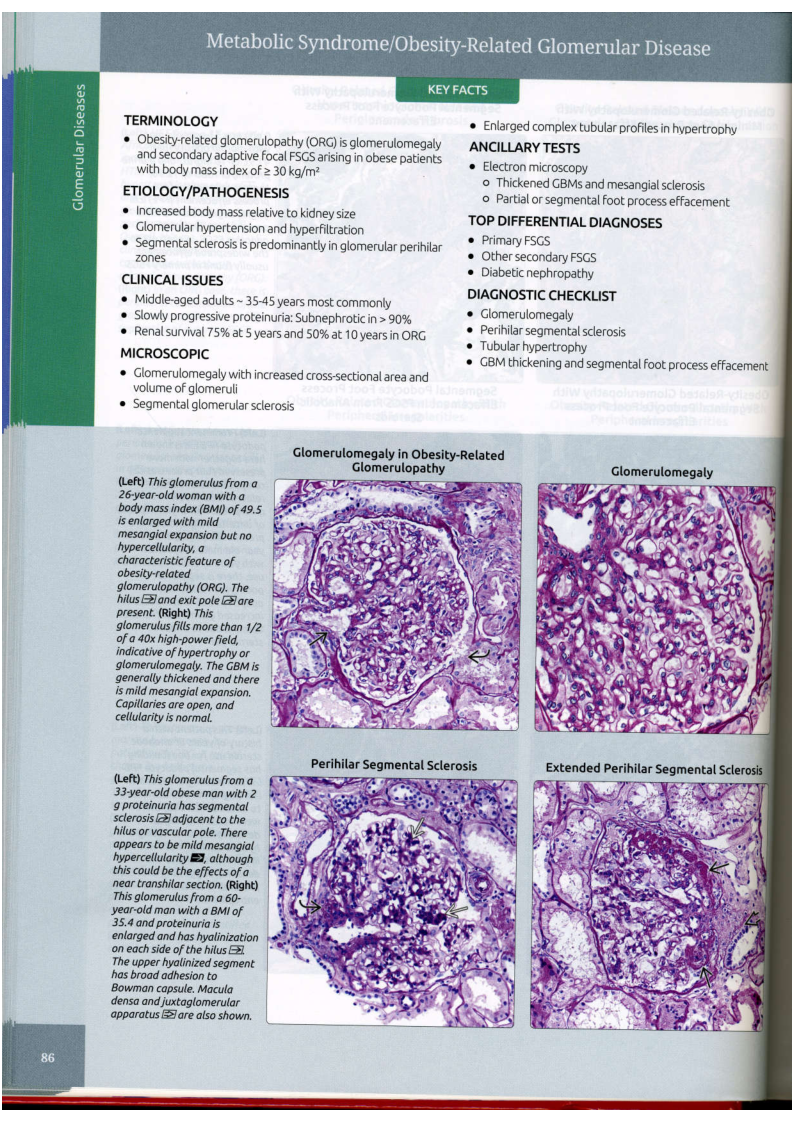 Metabolic Syndrome/Obesity-Related Glomerular Disease
Glomerular Diseases
KEY FACTS
TERMINOLOGY
• Obesity-related glomerulopathy (ORG) is glomerulomegaly
and secondary adaptive focal FSGS arising in obese patients
with body mass index of ≥ 30 kg/m²
ETIOLOGY/PATHOGENESIS
• Increased body mass relative to kidney size
• Glomerular hypertension and hyperfiltration
• Segmental sclerosis is predominantly in glomerular perihilar
zones
CLINICAL ISSUES
• Middle-aged adults ~ 35-45 years most commonly
• Slowly progressive proteinuria: Subnephrotic in > 90%
• Renal survival 75% at 5 years and 50% at 10 years in ORG
MICROSCOPIC
• Glomerulomegaly with increased cross-sectional area and
volume of glomeruli
• Segmental glomerular sclerosis
• Enlarged complex tubular profiles in hypertrophy
ANCILLARY TESTS
• Electron microscopy
o Thickened GBMs and mesangial sclerosis
o Partial or segmental foot process effacement
TOP DIFFERENTIAL DIAGNOSES
• Primary FSGS
• Other secondary FSGS
• Diabetic nephropathy
DIAGNOSTIC CHECKLIST
• Glomerulomegaly
• Perihilar segmental sclerosis
• Tubular hypertrophy
• GBM thickening and segmental foot process effacement
(Left) This glomerulus from a
26-year-old woman with a
body mass index (BMI) of 49.5
is enlarged with mild
mesangial expansion but no
hypercellularity, a
characteristic feature of
obesity-related
glomerulopathy (ORG). The
hilus and exit pole are
present. (Right) This
glomerulus fills more than 1/2
of a 40x high-power field,
indicative of hypertrophy or
glomerulomegaly. The GBM is
generally thickened and there
is mild mesangial expansion.
Capillaries are open, and
cellularity is normal.
Glomerulomegaly in Obesity-Related
Glomerulopathy
Glomerulomegaly
(Left) This glomerulus from a
33-year-old obese man with 2
g proteinuria has segmental
sclerosis adjacent to the
hilus or vascular pole. There
appears to be mild mesangial
hypercellularity, although
this could be the effects of a
near transhilar section. (Right)
This glomerulus from a 60-
year-old man with a BMI of
35.4 and proteinuria is
enlarged and has hyalinization
on each side of the hilus.
The upper hyalinized segment
has broad adhesion to
Bowman capsule. Macula
densa and juxtaglomerular
apparatus are also shown.
Perihilar Segmental Sclerosis
Extended Perihilar Segmental Sclerosis
86